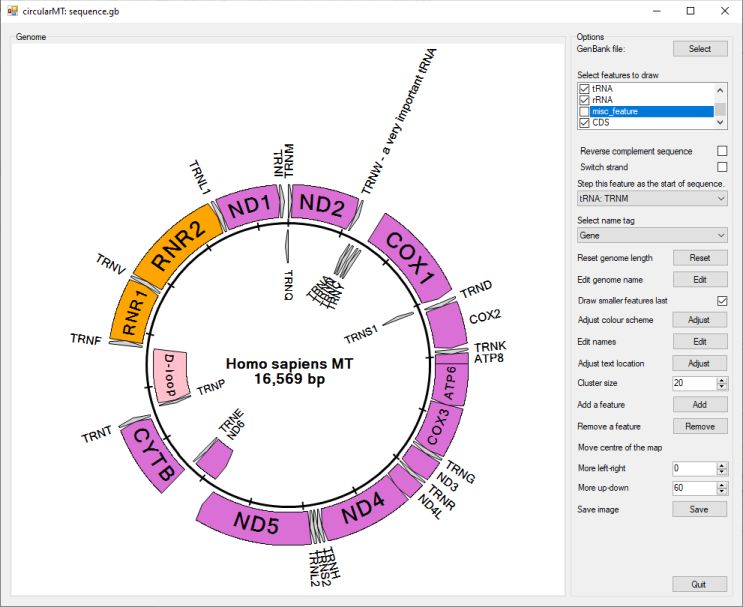 circularMT: sequence.gb
Genome
TRNW - a very important tRNA
TRNM
TRNI
TRNL1
ND1
ND2
RNR2
COX1
TRNV
TRNQ
TRNA
TRNY
TRND
RNR1
COX2
TRNS1
TRNF
TRNK
ATP8
Homo sapiens MT
16,569 bp
D-loop
ATP6
TRNP
COX3
TRNE
ND6
TRNT
CYTB
TRNG
ND3
TRNR
ND4L
ND4
ND5
TRNH
TRNS2
TRNL2
Options
GenBank file:
Select
Select features to draw
tRNA
rRNA
misc_feature
CDS
Reverse complement sequence
Switch strand
Step this feature as the start of sequence.
tRNA: TRNM
Select name tag
Gene
Reset genome length
Reset
Edit genome name
Edit
Draw smaller features last
Adjust colour scheme
Adjust
Edit names
Edit
Adjust text location
Adjust
Cluster size
20
Add a feature
Add
Remove a feature
Remove
Move centre of the map
More left-right
0
More up-down
60
Save image
Save
Quit